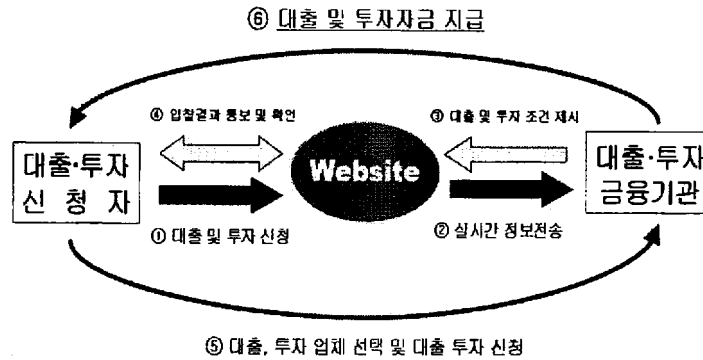 ⑥ 대출 및 투자자금 지급
④ 입찰결과 통보 및 확인
③ 대출 및 투자 조건 제시
대출·투자
신 청 자
Website
대출·투자
금융기관
① 대출 및 투자 신청
② 실시간 정보전송
⑤ 대출, 투자 업체 선택 및 대출 투자 신청